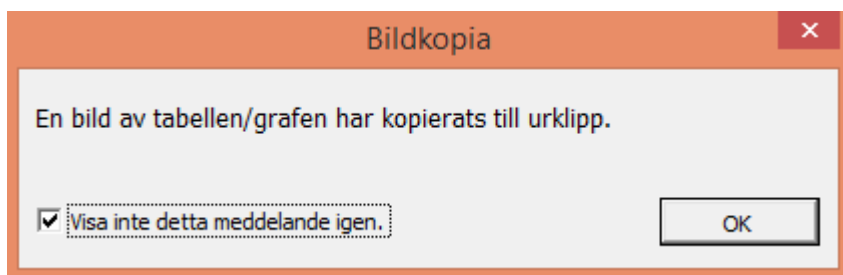 Bildkopia
En bild av tabellen/grafen har kopierats till urklipp.
Visa inte detta meddelande igen.
OK